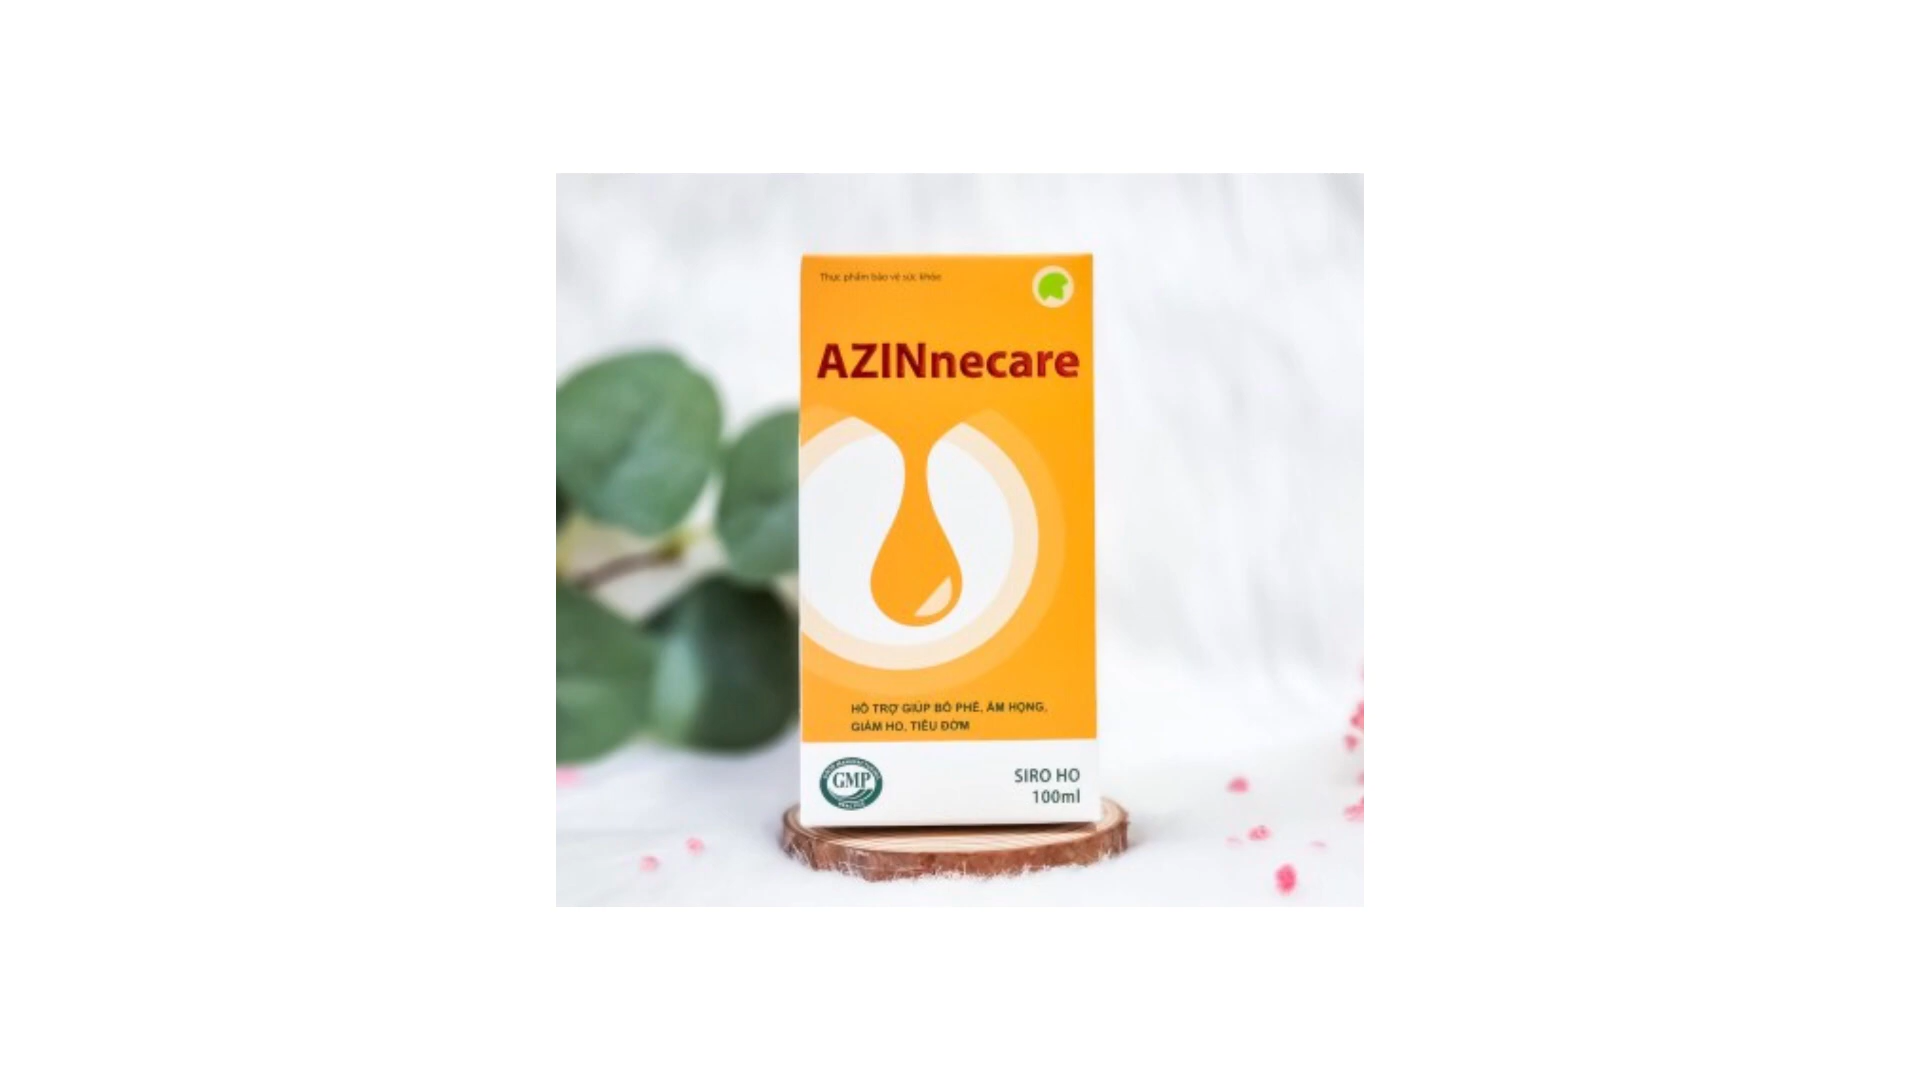 Thực phẩm bảo vệ sức khỏe
AZINnecare
HỖ TRỢ GIÚP BỔ PHẾ, ẤM HỌNG,
GIẢM HO, TIÊU ĐỜM
GMP
SIRO HO
100ml